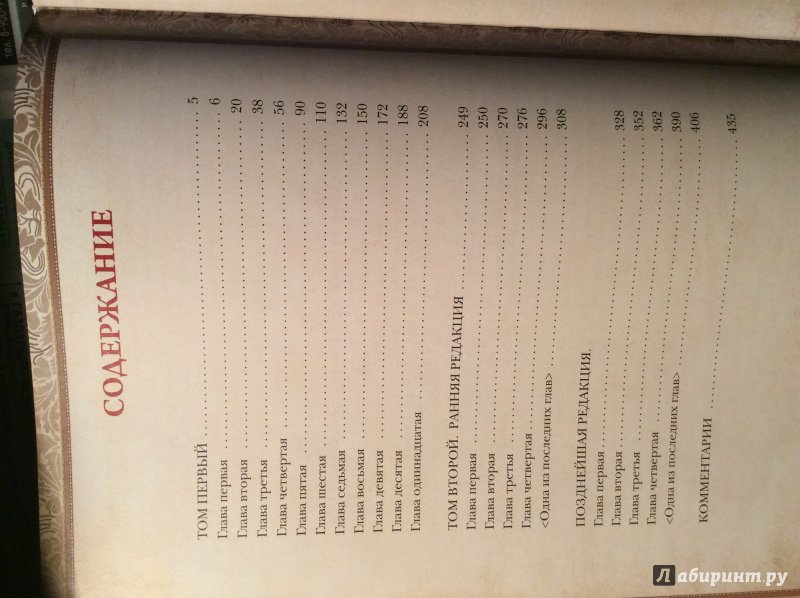 СОДЕРЖАНИЕ
ТОМ ПЕРВЫЙ 5
Глава первая 6
Глава вторая 20
Глава третья 38
Глава четвертая 56
Глава пятая 90
Глава шестая 110
Глава седьмая 132
Глава восьмая 150
Глава девятая 172
Глава десятая 188
Глава одиннадцатая 208
ТОМ ВТОРОЙ. РАННЯЯ РЕДАКЦИЯ 249
Глава первая 250
Глава вторая 270
Глава третья 276
Глава четвертая 296
<Одна из последних глав> 308
ПОЗДНЕЙШАЯ РЕДАКЦИЯ.
Глава первая 328
Глава вторая 352
Глава третья 362
Глава четвертая 390
<Одна из последних глав> 406
КОММЕНТАРИИ 435
Лабиринт.ру